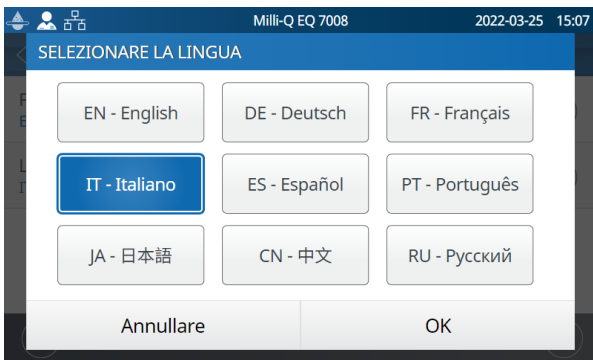 Milli-Q EQ 7008 2022-03-25 15:07
SELEZIONARE LA LINGUA
EN - English DE - Deutsch FR - Français
IT - Italiano ES - Español PT - Português
JA - 日本語 CN - 中文 RU - Русский
Annullare OK